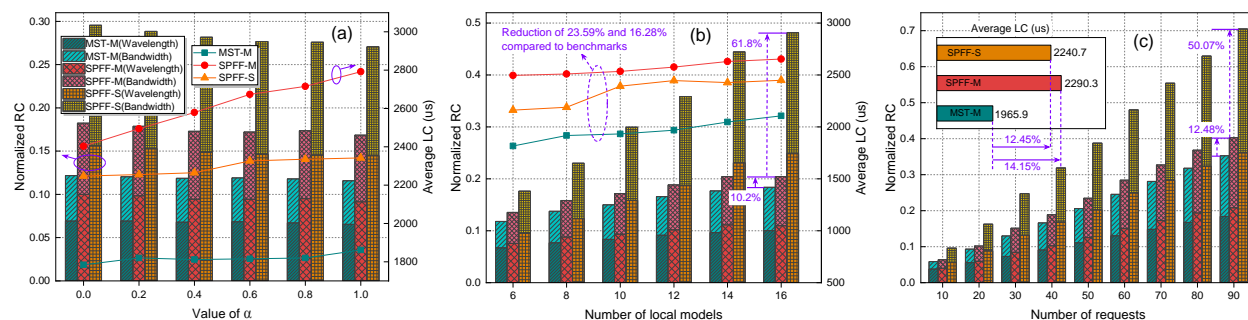 (a)
0.30
0.25
0.20
0.15
0.10
0.05
0.00
Normalized RC
MST-M(Wavelength)
MST-M(Bandwidth)
SPFF-M(Wavelength)
SPFF-M(Bandwidth)
SPFF-S(Wavelength)
SPFF-S(Bandwidth)
MST-M
SPFF-M
SPFF-S
3000
2800
2600
2400
2200
2000
1800
Average LC (us)
0.0 0.2 0.4 0.6 0.8 1.0
Value of α
(b)
0.5
0.4
0.3
0.2
0.1
0.0
Normalized RC
Reduction of 23.59% and 16.28%
compared to benchmarks
61.8%
10.2%
3000
2500
2000
1500
1000
500
Average LC (us)
6 8 10 12 14 16
Number of local models
(c)
0.7
0.6
0.5
0.4
0.3
0.2
0.1
0.0
Normalized RC
Average LC (us)
SPFF-S 2240.7
SPFF-M 2290.3
MST-M 1965.9
12.45%
14.15%
50.07%
12.48%
10 20 30 40 50 60 70 80 90
Number of requests